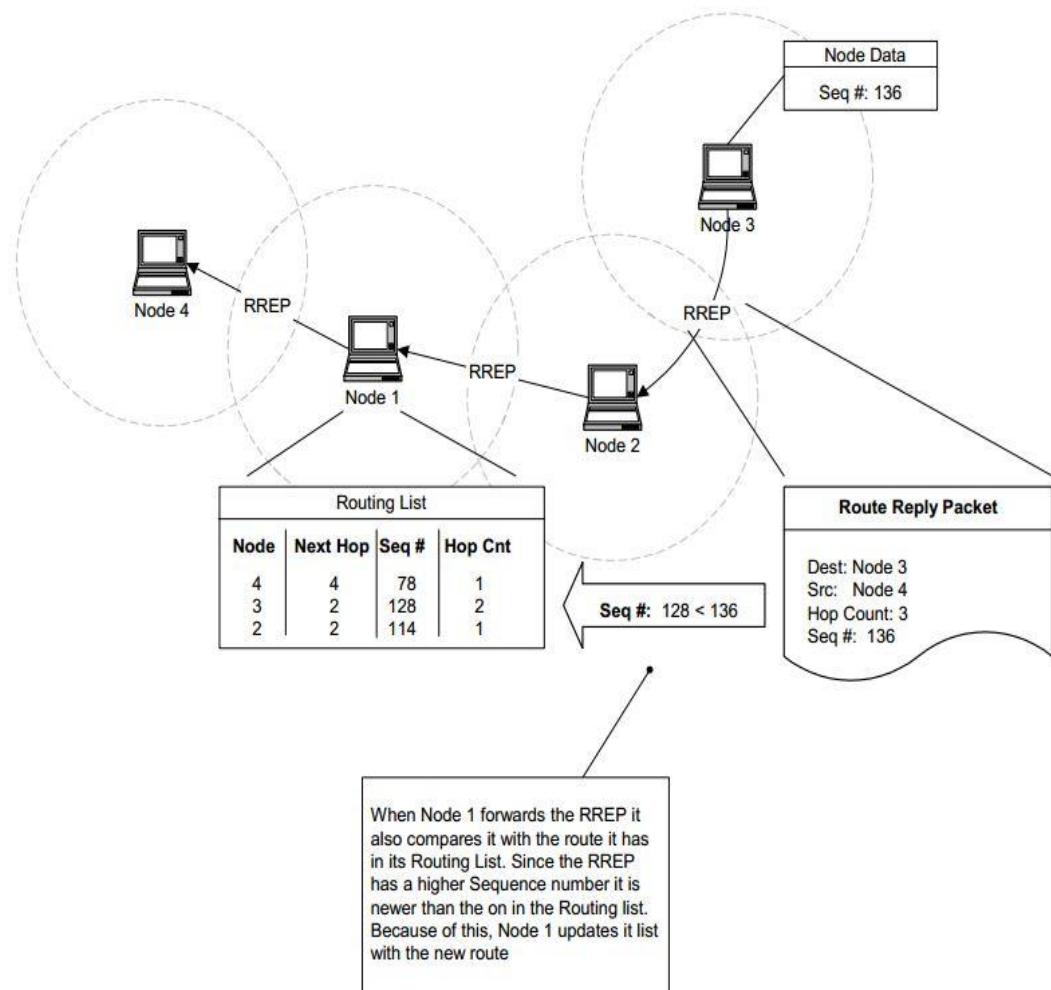 Node Data
Seq #: 136
Node 3
Node 4
RREP
RREP
Node 1
RREP
Node 2
Routing List
Node Next Hop Seq # Hop Cnt
4 4 78 1
3 2 128 2
2 2 114 1
Seq #: 128 < 136
Route Reply Packet
Dest: Node 3
Src: Node 4
Hop Count: 3
Seq #: 136
When Node 1 forwards the RREP it
also compares it with the route it has
in its Routing List. Since the RREP
has a higher Sequence number it is
newer than the on in the Routing list.
Because of this, Node 1 updates it list
with the new route